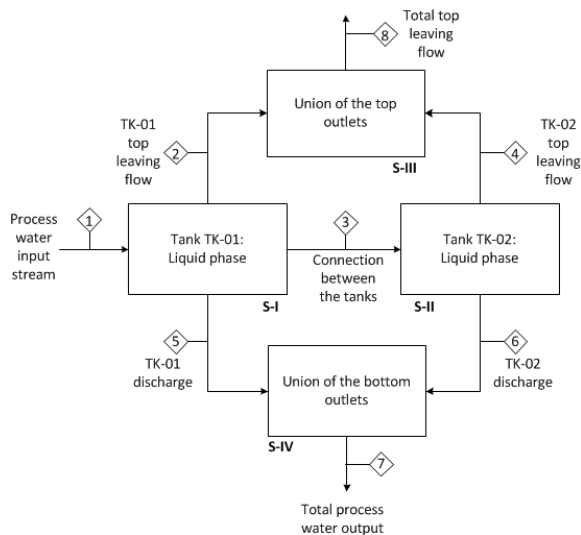 8
Total top
leaving
flow
Union of the top
outlets
S-III
TK-01
top
leaving
flow
2
4
TK-02
top
leaving
flow
Process
water
input
stream
1
Tank TK-01:
Liquid phase
S-I
3
Connection
between
the tanks
Tank TK-02:
Liquid phase
S-II
5
TK-01
discharge
6
TK-02
discharge
Union of the bottom
outlets
S-IV
7
Total process
water output